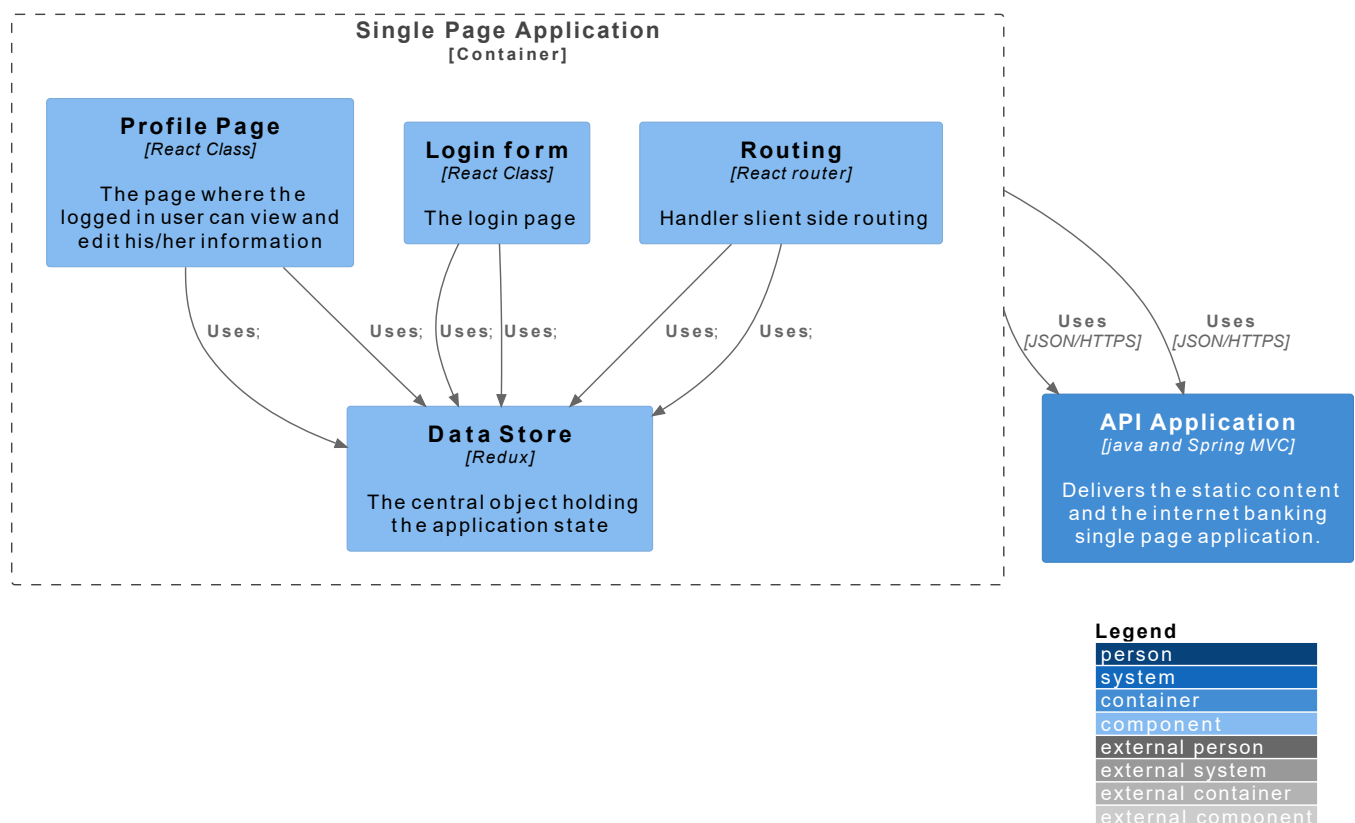 Single Page Application
[Container]
Profile Page
[React Class]
The page where the
logged in user can view and
edit his/her information
Login form
[React Class]
The login page
Routing
[React router]
Handler slient side routing
Uses;
Uses;
Uses;
Uses;
Uses;
Uses;
Uses
[JSON/HTTPS]
Uses
[JSON/HTTPS]
Data Store
[Redux]
The central object holding
the application state
API Application
[java and Spring MVC]
Delivers the static content
and the internet banking
single page application.
Legend
person
system
container
component
external person
external system
external container
external component